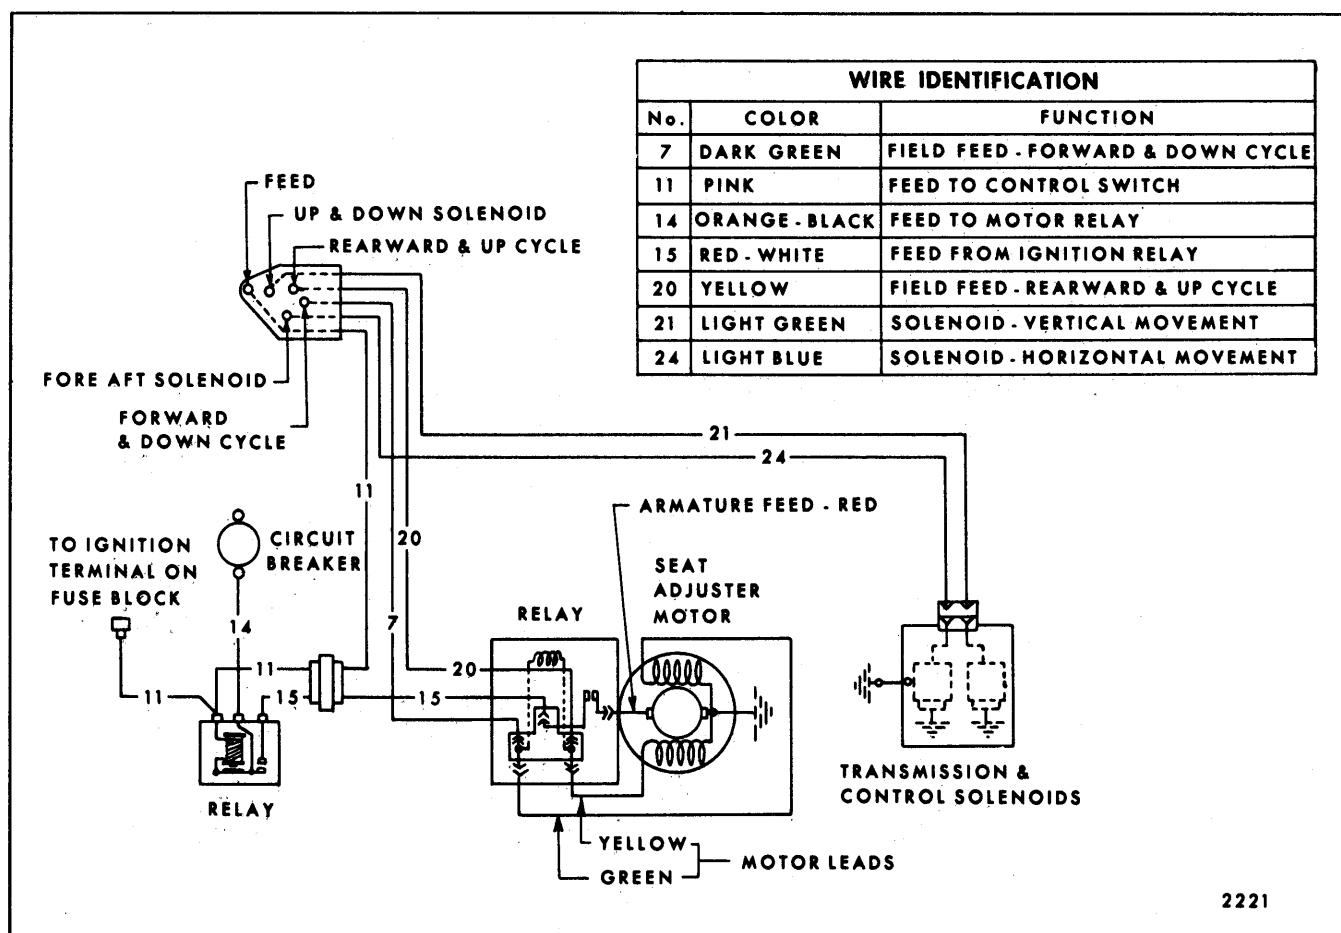 WIRE IDENTIFICATION
No. COLOR FUNCTION
7 DARK GREEN FIELD FEED - FORWARD & DOWN CYCLE
11 PINK FEED TO CONTROL SWITCH
14 ORANGE - BLACK FEED TO MOTOR RELAY
15 RED - WHITE FEED FROM IGNITION RELAY
20 YELLOW FIELD FEED - REARWARD & UP CYCLE
21 LIGHT GREEN SOLENOID - VERTICAL MOVEMENT
24 LIGHT BLUE SOLENOID - HORIZONTAL MOVEMENT
FEED
UP & DOWN SOLENOID
REARWARD & UP CYCLE
FORE AFT SOLENOID
FORWARD
& DOWN CYCLE
21
24
11
20
7
ARMATURE FEED - RED
CIRCUIT
BREAKER
TO IGNITION
TERMINAL ON
FUSE BLOCK
SEAT
ADJUSTER
MOTOR
RELAY
14
11
20
11
15
15
RELAY
TRANSMISSION &
CONTROL SOLENOIDS
YELLOW
GREEN
MOTOR LEADS
2221